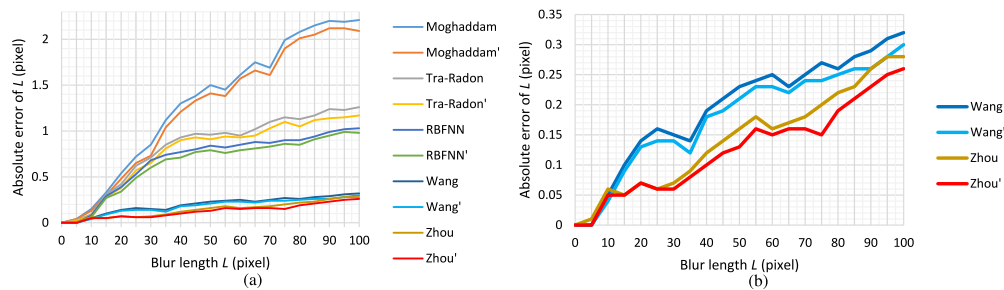 2
1.5
1
0.5
0
Absolute error of L (pixel)
0 10 20 30 40 50 60 70 80 90 100
Blur length L (pixel)
(a)
Moghaddam
Moghaddam'
Tra-Radon
Tra-Radon'
RBFNN
RBFNN'
Wang
Wang'
Zhou
Zhou'
0.35
0.3
0.25
0.2
0.15
0.1
0.05
0
Absolute error of L (pixel)
0 10 20 30 40 50 60 70 80 90 100
Blur length L (pixel)
(b)
Wang
Wang'
Zhou
Zhou'